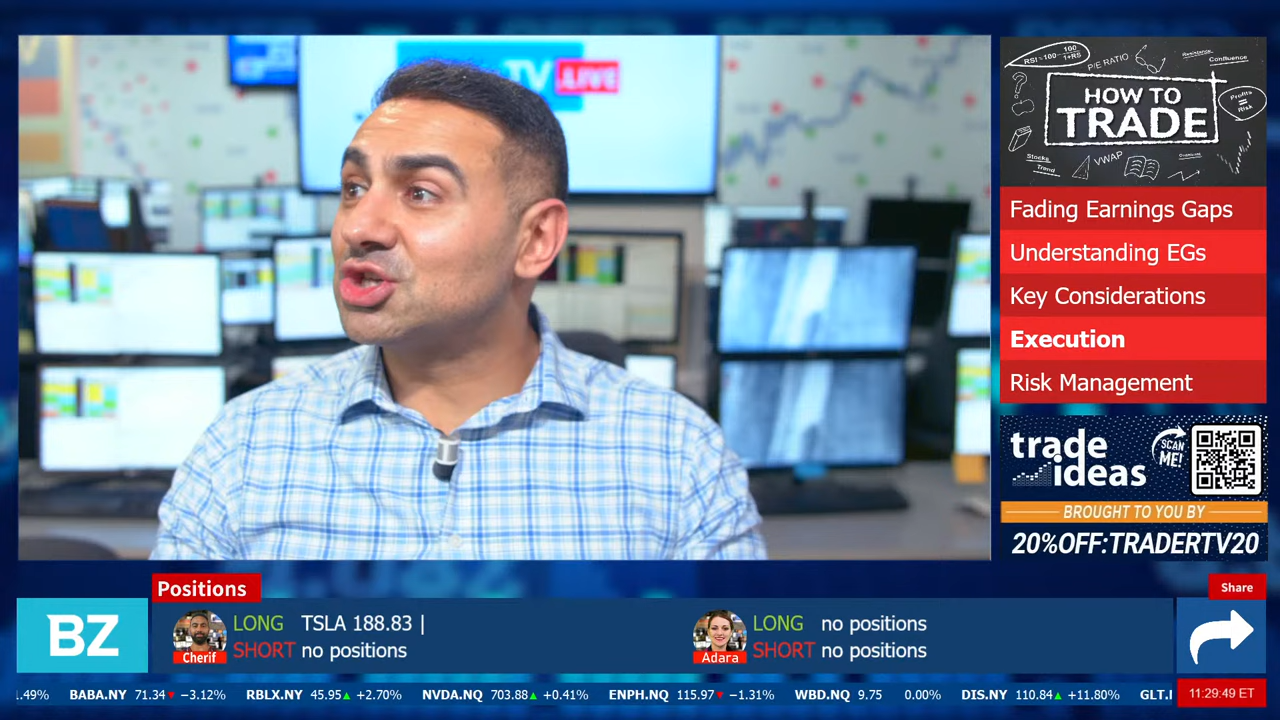 TV.LIVE
RSI=100- 100
1+RS
P/E RATIO
Resistance
Confluence
HOW TO
TRADE
Profits
=
Risk
Stocks
Trend
VWAP
Fading Earnings Gaps
Understanding EGs
Key Considerations
Execution
Risk Management
trade
ideas
SCAN
ME!
BROUGHT TO YOU BY
20%OFF:TRADERTV20
Positions
Share
BZ
Cherif
LONG TSLA 188.83 |
SHORT no positions
Adara
LONG no positions
SHORT no positions
.49% BABA.NY 71.34▼ −3.12% RBLX.NY 45.95▲ +2.70% NVDA.NQ 703.88▲ +0.41% ENPH.NQ 115.97▼ −1.31% WBD.NQ 9.75 0.00% DIS.NY 110.84▲ +11.80% GLT.
11:29:49 ET